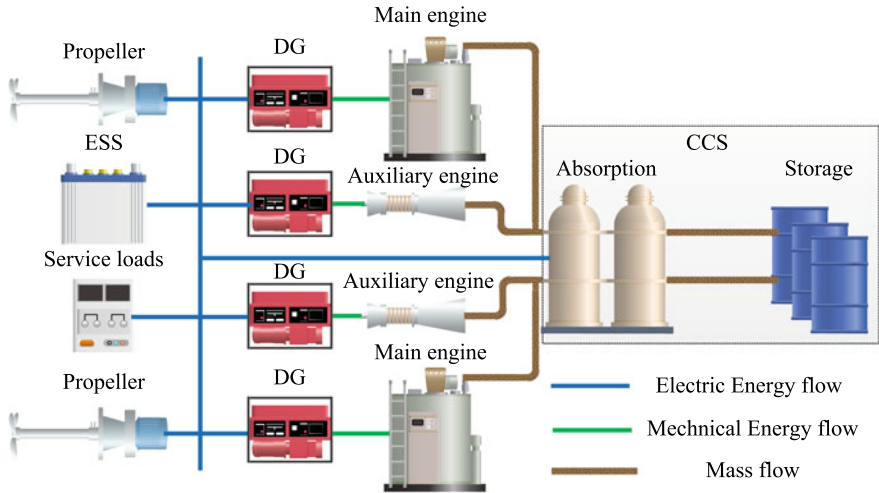 Main engine
Propeller
DG
ESS
DG
CCS
Auxiliary engine
Absorption
Storage
Service loads
DG
Auxiliary engine
Main engine
Propeller
DG
Electric Energy flow
Mechnical Energy flow
Mass flow